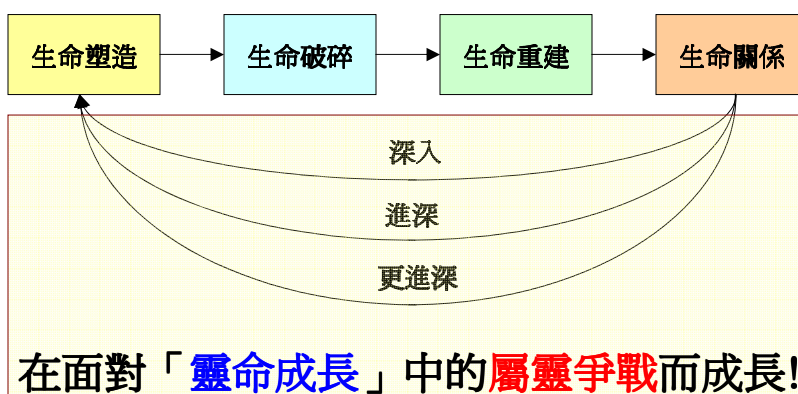 生命塑造 生命破碎 生命重建 生命關係
深入
進深
更進深
在面對「靈命成長」中的屬靈爭戰而成長!